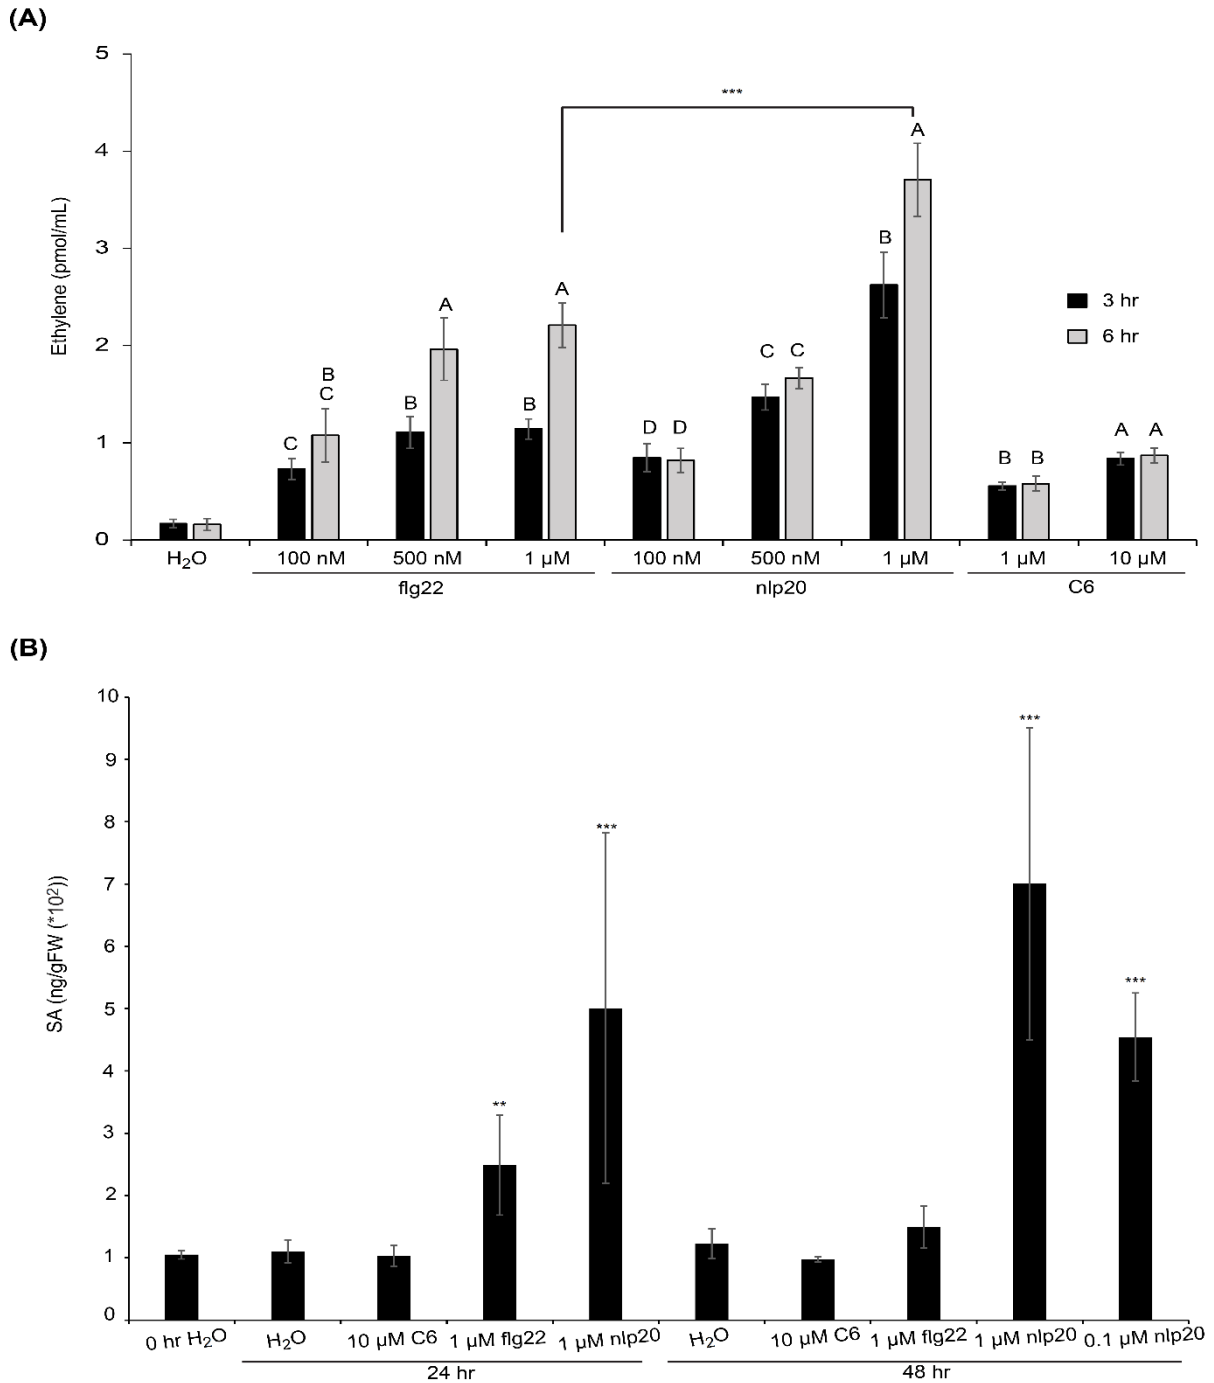 (A)
5
4
3
2
1
0
Ethylene (pmol/mL)
***
A
B
A
A
B
C
C
B
B
C
C
D
D
B
B
A
A
3 hr
6 hr
H₂O
100 nM
500 nM
1 µM
100 nM
500 nM
1 µM
1 µM
10 µM
flg22
nlp20
C6
(B)
10
9
8
7
6
5
4
3
2
1
0
SA (ng/gFW (*10²))
***
***
***
**
0 hr H₂O
H₂O
10 µM C6
1 µM flg22
1 µM nlp20
H₂O
10 µM C6
1 µM flg22
1 µM nlp20
0.1 µM nlp20
24 hr
48 hr